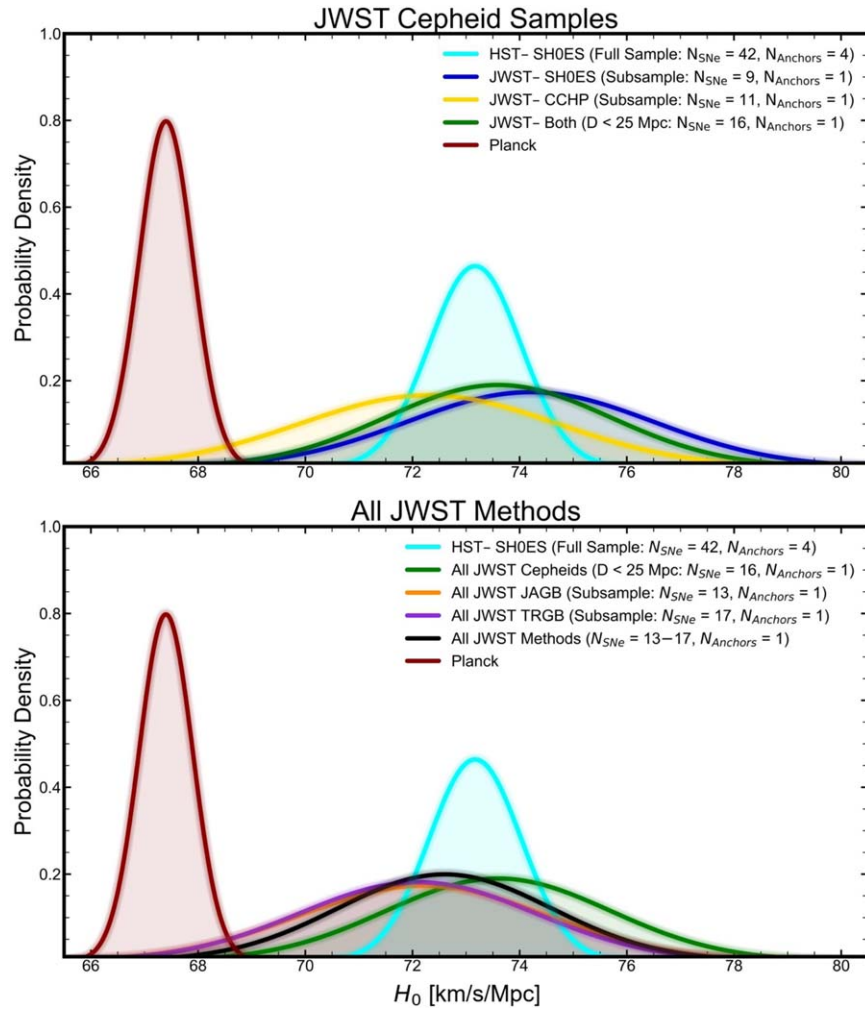 JWST Cepheid Samples
HST– SH0ES (Full Sample: N_SNe = 42, N_Anchors = 4)
JWST– SH0ES (Subsample: N_SNe = 9, N_Anchors = 1)
JWST– CCHP (Subsample: N_SNe = 11, N_Anchors = 1)
JWST– Both (D < 25 Mpc: N_SNe = 16, N_Anchors = 1)
Planck
Probability Density
1.0
0.8
0.6
0.4
0.2
66 68 70 72 74 76 78 80
All JWST Methods
HST– SH0ES (Full Sample: N_SNe = 42, N_Anchors = 4)
All JWST Cepheids (D < 25 Mpc: N_SNe = 16, N_Anchors = 1)
All JWST JAGB (Subsample: N_SNe = 13, N_Anchors = 1)
All JWST TRGB (Subsample: N_SNe = 17, N_Anchors = 1)
All JWST Methods (N_SNe = 13−17, N_Anchors = 1)
Planck
Probability Density
1.0
0.8
0.6
0.4
0.2
66 68 70 72 74 76 78 80
H₀ [km/s/Mpc]